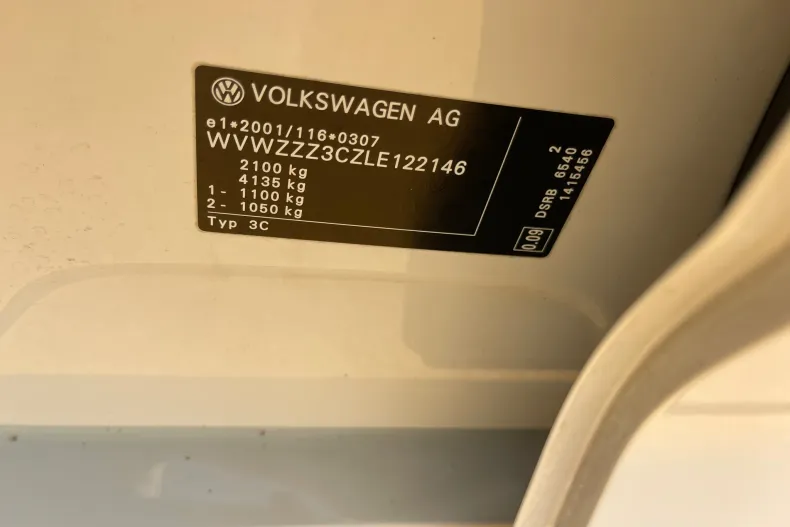 VOLKSWAGEN AG
e1*2001/116*0307
WVWZZZ3CZLE122146
2100 kg
4135 kg
1- 1100 kg
2- 1050 kg
Typ 3C
2
DSRB 6540
1415456
0.09